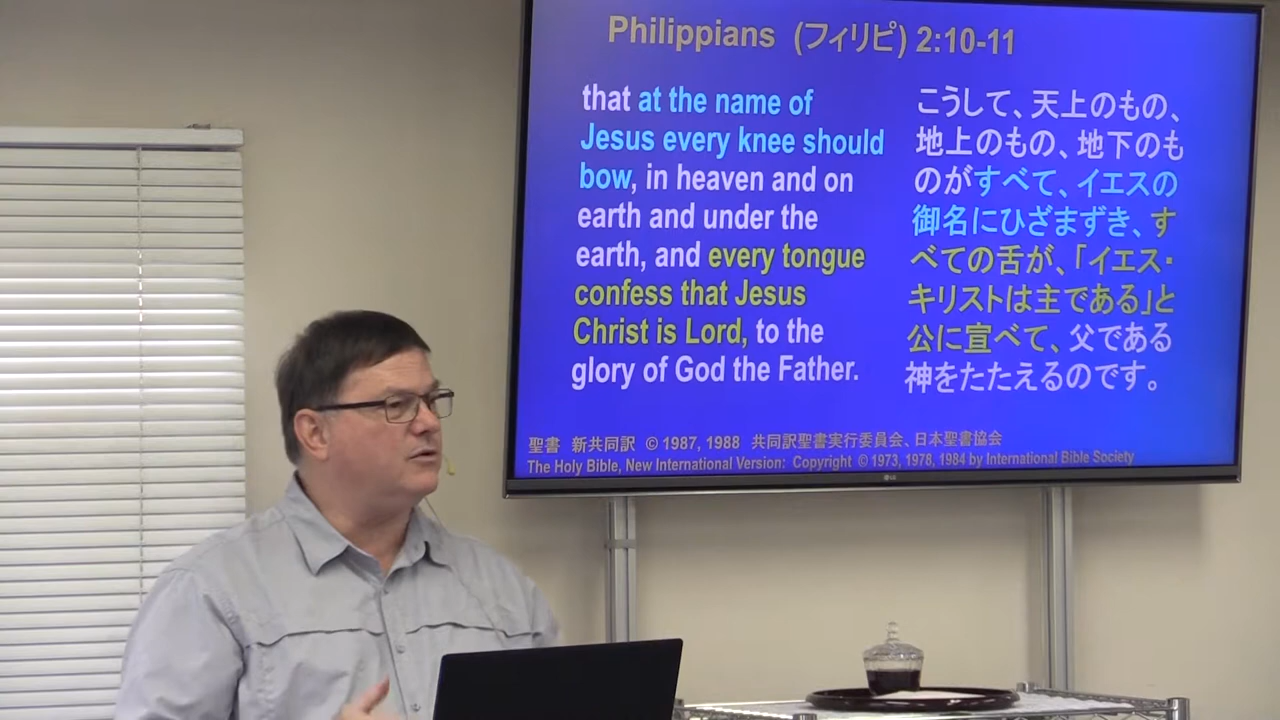 Philippians (フィリピ) 2:10-11
that at the name of
Jesus every knee should
bow, in heaven and on
earth and under the
earth, and every tongue
confess that Jesus
Christ is Lord, to the
glory of God the Father.
こうして、天上のもの、
地上のもの、地下のも
のがすべて、イエスの
御名にひざまずき、す
べての舌が、「イエス・
キリストは主である」と
公に宣べて、父である
神をたたえるのです。
聖書 新共同訳 © 1987, 1988 共同訳聖書実行委員会、日本聖書協会
The Holy Bible, New International Version: Copyright © 1973, 1978, 1984 by International Bible Society
LG